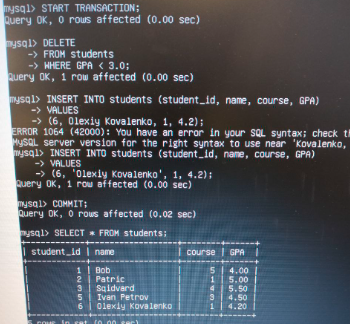 mysql> START TRANSACTION;
Query OK, 0 rows affected (0.00 sec)
mysql> DELETE
-> FROM students
-> WHERE GPA < 3.0;
Query OK, 1 row affected (0.00 sec)
mysql> INSERT INTO students (student_id, name, course, GPA)
-> VALUES
-> (6, Olexiy Kovalenko, 1, 4.2);
ERROR 1064 (42000): You have an error in your SQL syntax; check th
MySQL server version for the right syntax to use near 'Kovalenko,
mysql> INSERT INTO students (student_id, name, course, GPA)
-> VALUES
-> (6, 'Olexiy Kovalenko', 1, 4.2);
Query OK, 1 row affected (0.00 sec)
mysql> COMMIT;
Query OK, 0 rows affected (0.02 sec)
mysql> SELECT * FROM students;
| student_id | name | course | GPA |
| 1 | Bob | 5 | 4.00 |
| 2 | Patric | 1 | 5.00 |
| 3 | Sqidvard | 4 | 5.50 |
| 5 | Ivan Petrov | 3 | 4.50 |
| 6 | Olexiy Kovalenko | 1 | 4.20 |
5 rows in set (0.00 sec)